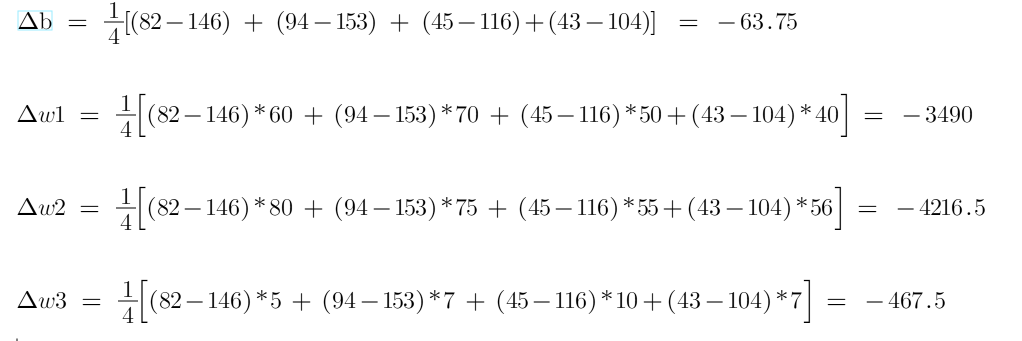 Δb = 1/4[(82 − 146) + (94 − 153) + (45 − 116) + (43 − 104)] = − 63.75
Δw1 = 1/4[(82 − 146) * 60 + (94 − 153) * 70 + (45 − 116) * 50 + (43 − 104) * 40] = − 3490
Δw2 = 1/4[(82 − 146) * 80 + (94 − 153) * 75 + (45 − 116) * 55 + (43 − 104) * 56] = − 4216.5
Δw3 = 1/4[(82 − 146) * 5 + (94 − 153) * 7 + (45 − 116) * 10 + (43 − 104) * 7] = − 467.5